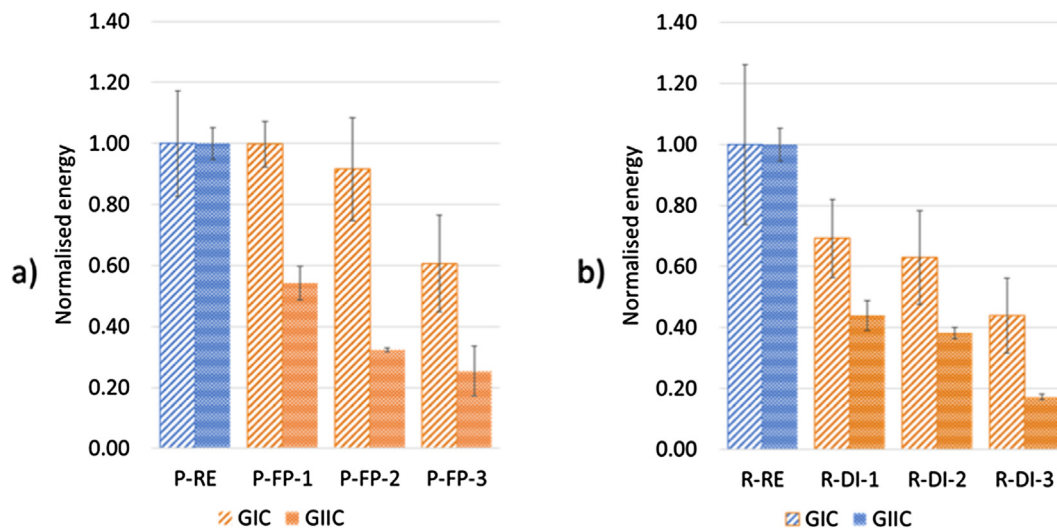 a)
Normalised energy
1.40
1.20
1.00
0.80
0.60
0.40
0.20
0.00
P-RE P-FP-1 P-FP-2 P-FP-3
GIC GIIC
b)
Normalised energy
1.40
1.20
1.00
0.80
0.60
0.40
0.20
0.00
R-RE R-DI-1 R-DI-2 R-DI-3
GIC GIIC